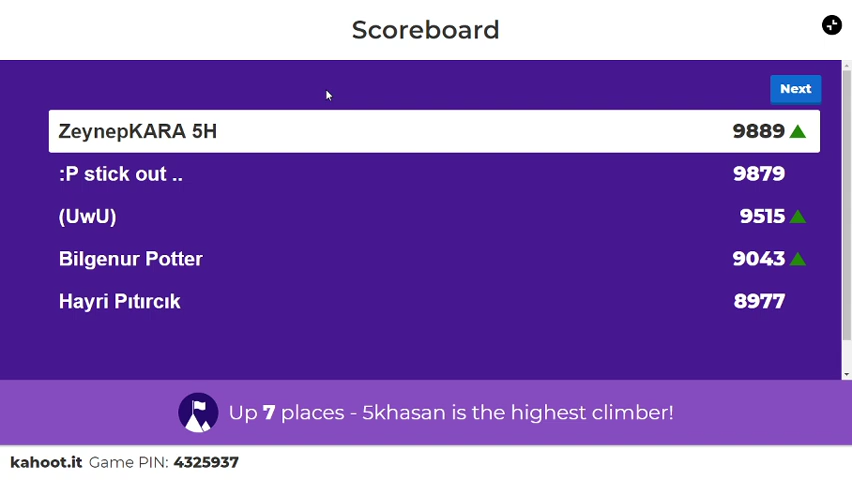 Scoreboard
Next
ZeynepKARA 5H 9889
:P stick out .. 9879
(UwU) 9515
Bilgenur Potter 9043
Hayri Pıtırcık 8977
Up 7 places - 5khasan is the highest climber!
kahoot.it Game PIN: 4325937